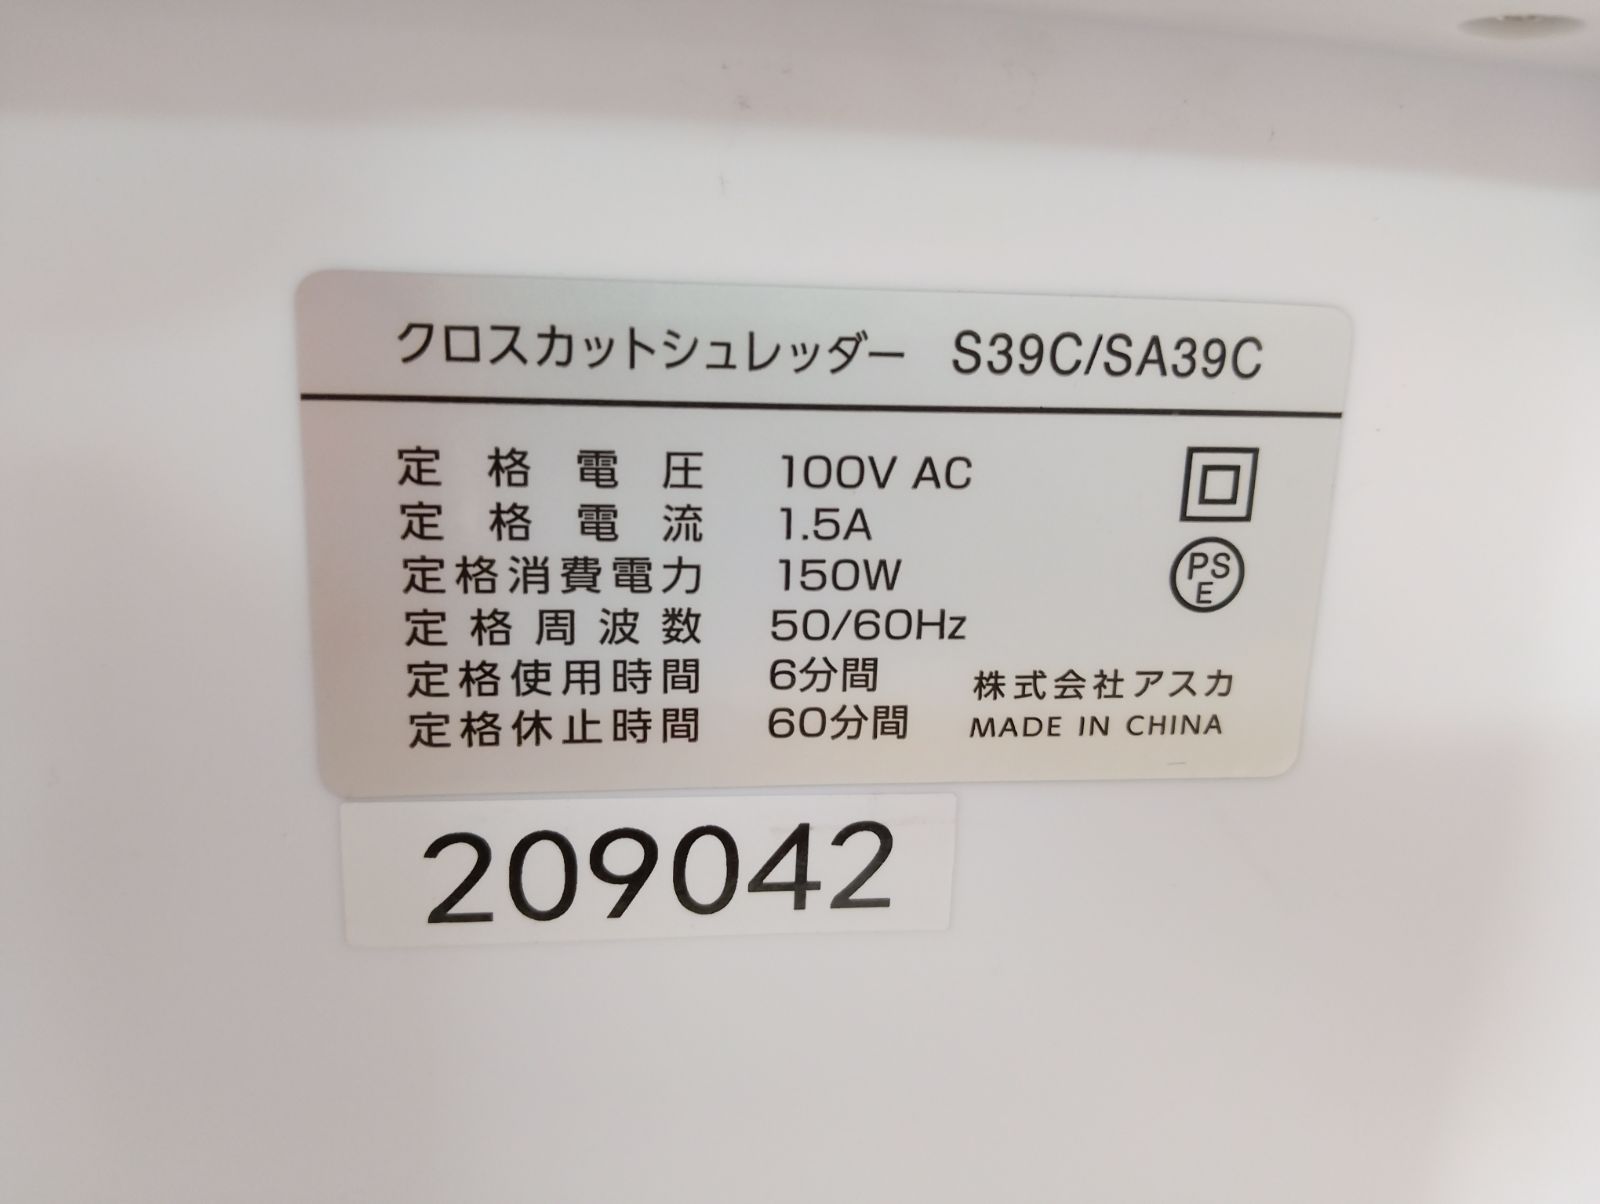 クロスカットシュレッダー S39C/SA39C
定格電圧 100V AC
定格電流 1.5A
定格消費電力 150W
定格周波数 50/60Hz
定格使用時間 6分間
定格休止時間 60分間
PS
E
株式会社アスカ
MADE IN CHINA
209042